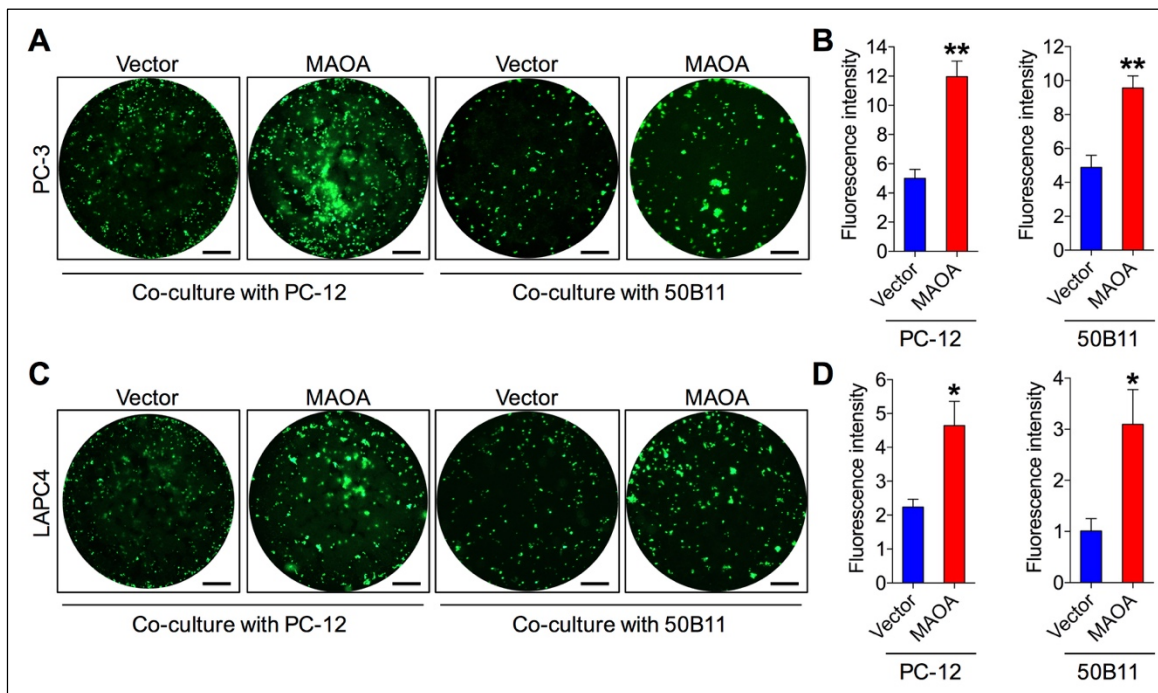 A
Vector MAOA Vector MAOA
PC-3
Co-culture with PC-12 Co-culture with 50B11
B
Fluorescence intensity
14
12
10
8
6
4
2
0
**
Vector MAOA
PC-12
Fluorescence intensity
12
10
8
6
4
2
0
**
Vector MAOA
50B11
C
Vector MAOA Vector MAOA
LAPC4
Co-culture with PC-12 Co-culture with 50B11
D
Fluorescence intensity
6
5
4
3
2
1
0
*
Vector MAOA
PC-12
Fluorescence intensity
4
3
2
1
0
*
Vector MAOA
50B11